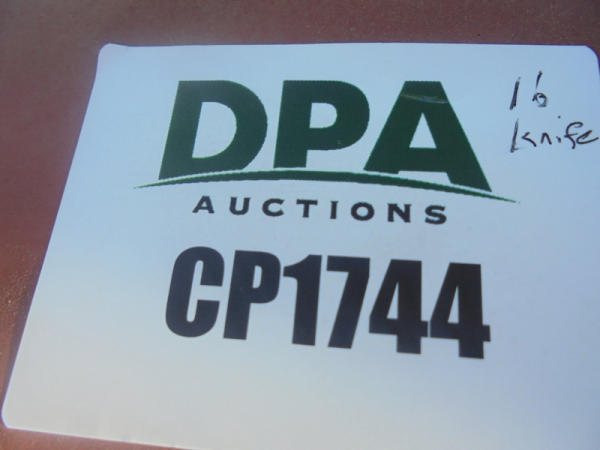 DPA
AUCTIONS
16
knife
CP1744